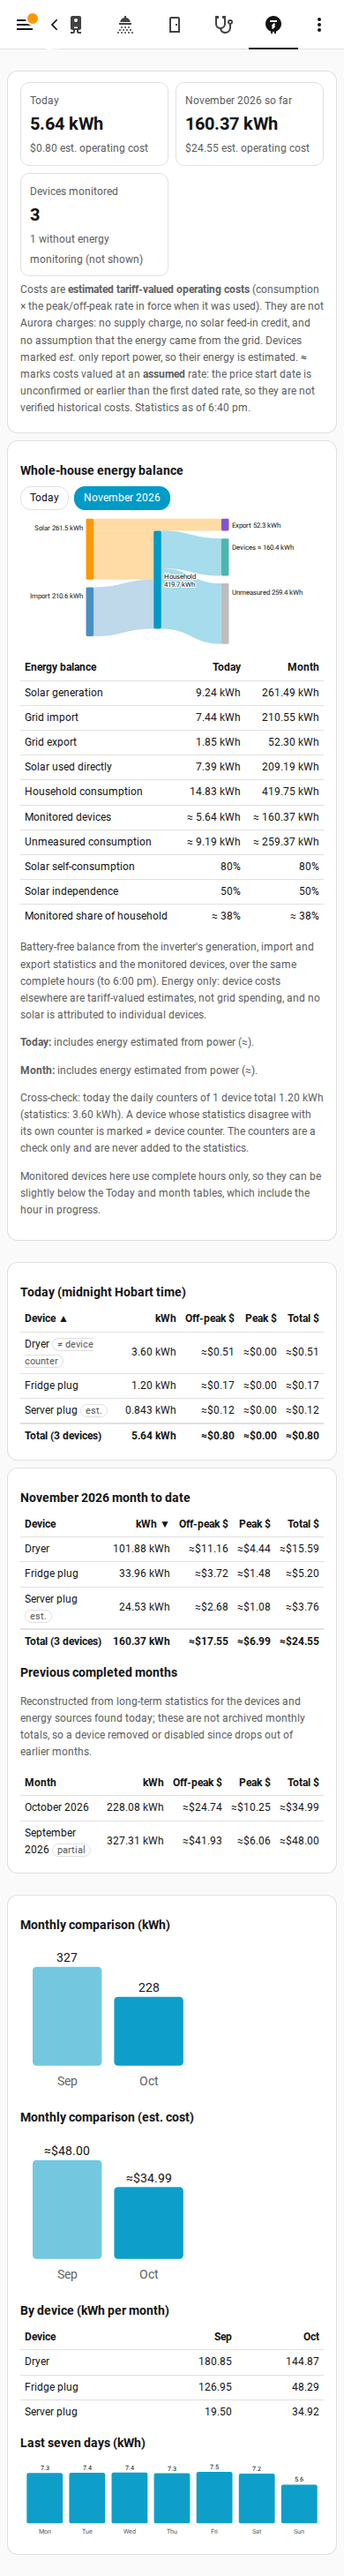 Today
5.64 kWh
$0.80 est. operating cost
November 2026 so far
160.37 kWh
$24.55 est. operating cost
Devices monitored
3
1 without energy
monitoring (not shown)
Costs are estimated tariff-valued operating costs (consumption
× the peak/off-peak rate in force when it was used). They are not
Aurora charges: no supply charge, no solar feed-in credit, and
no assumption that the energy came from the grid. Devices
marked est. only report power, so their energy is estimated. ≈
marks costs valued at an assumed rate: the price start date is
unconfirmed or earlier than the first dated rate, so they are not
verified historical costs. Statistics as of 6:40 pm.
Whole-house energy balance
Today
November 2026
Solar 261.5 kWh
Export 52.3 kWh
Devices ≈ 160.4 kWh
Household
419.7 kWh
Import 210.6 kWh
Unmeasured 259.4 kWh
Energy balance Today Month
Solar generation 9.24 kWh 261.49 kWh
Grid import 7.44 kWh 210.55 kWh
Grid export 1.85 kWh 52.30 kWh
Solar used directly 7.39 kWh 209.19 kWh
Household consumption 14.83 kWh 419.75 kWh
Monitored devices ≈ 5.64 kWh ≈ 160.37 kWh
Unmeasured consumption ≈ 9.19 kWh ≈ 259.37 kWh
Solar self-consumption 80% 80%
Solar independence 50% 50%
Monitored share of household ≈ 38% ≈ 38%
Battery-free balance from the inverter's generation, import and
export statistics and the monitored devices, over the same
complete hours (to 6:00 pm). Energy only: device costs
elsewhere are tariff-valued estimates, not grid spending, and no
solar is attributed to individual devices.
Today: includes energy estimated from power (≈).
Month: includes energy estimated from power (≈).
Cross-check: today the daily counters of 1 device total 1.20 kWh
(statistics: 3.60 kWh). A device whose statistics disagree with
its own counter is marked ≠ device counter. The counters are a
check only and are never added to the statistics.
Monitored devices here use complete hours only, so they can be
slightly below the Today and month tables, which include the
hour in progress.
Today (midnight Hobart time)
Device ▲ kWh Off-peak $ Peak $ Total $
Dryer ≠ device
counter 3.60 kWh ≈$0.51 ≈$0.00 ≈$0.51
Fridge plug 1.20 kWh ≈$0.17 ≈$0.00 ≈$0.17
Server plug est. 0.843 kWh ≈$0.12 ≈$0.00 ≈$0.12
Total (3 devices) 5.64 kWh ≈$0.80 ≈$0.00 ≈$0.80
November 2026 month to date
Device kWh ▼ Off-peak $ Peak $ Total $
Dryer 101.88 kWh ≈$11.16 ≈$4.44 ≈$15.59
Fridge plug 33.96 kWh ≈$3.72 ≈$1.48 ≈$5.20
Server plug
est. 24.53 kWh ≈$2.68 ≈$1.08 ≈$3.76
Total (3 devices) 160.37 kWh ≈$17.55 ≈$6.99 ≈$24.55
Previous completed months
Reconstructed from long-term statistics for the devices and
energy sources found today; these are not archived monthly
totals, so a device removed or disabled since drops out of
earlier months.
Month kWh Off-peak $ Peak $ Total $
October 2026 228.08 kWh ≈$24.74 ≈$10.25 ≈$34.99
September
2026 partial 327.31 kWh ≈$41.93 ≈$6.06 ≈$48.00
Monthly comparison (kWh)
327
228
Sep Oct
Monthly comparison (est. cost)
≈$48.00
≈$34.99
Sep Oct
By device (kWh per month)
Device Sep Oct
Dryer 180.85 144.87
Fridge plug 126.95 48.29
Server plug 19.50 34.92
Last seven days (kWh)
7.3 7.4 7.4 7.3 7.5 7.2 5.6
Mon Tue Wed Thu Fri Sat Sun